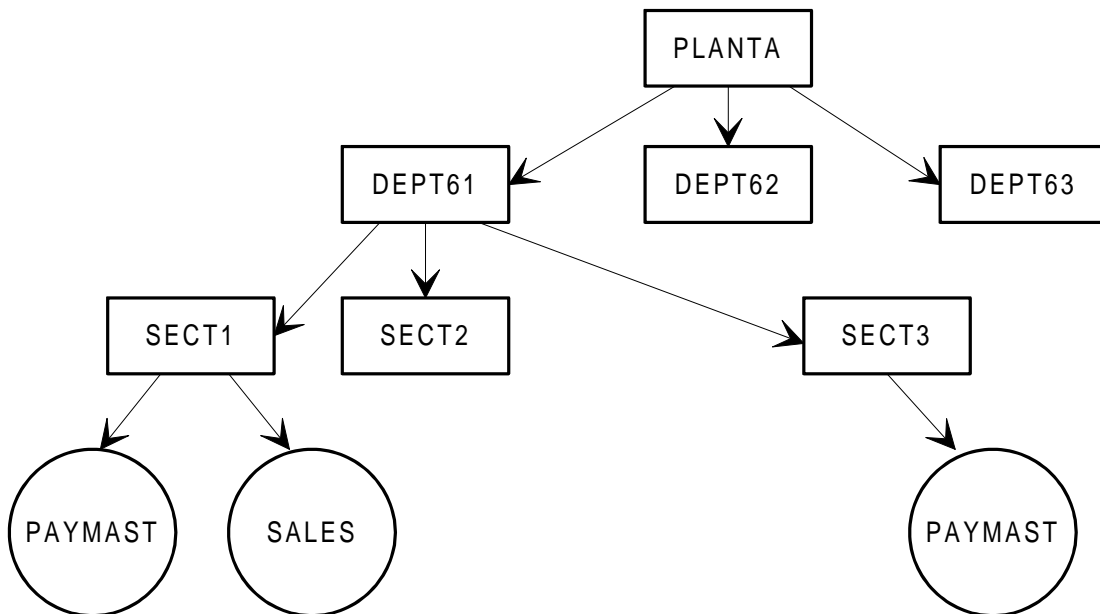 PLANTA
DEPT61
DEPT62
DEPT63
SECT1
SECT2
SECT3
PAYMAST
SALES
PAYMAST